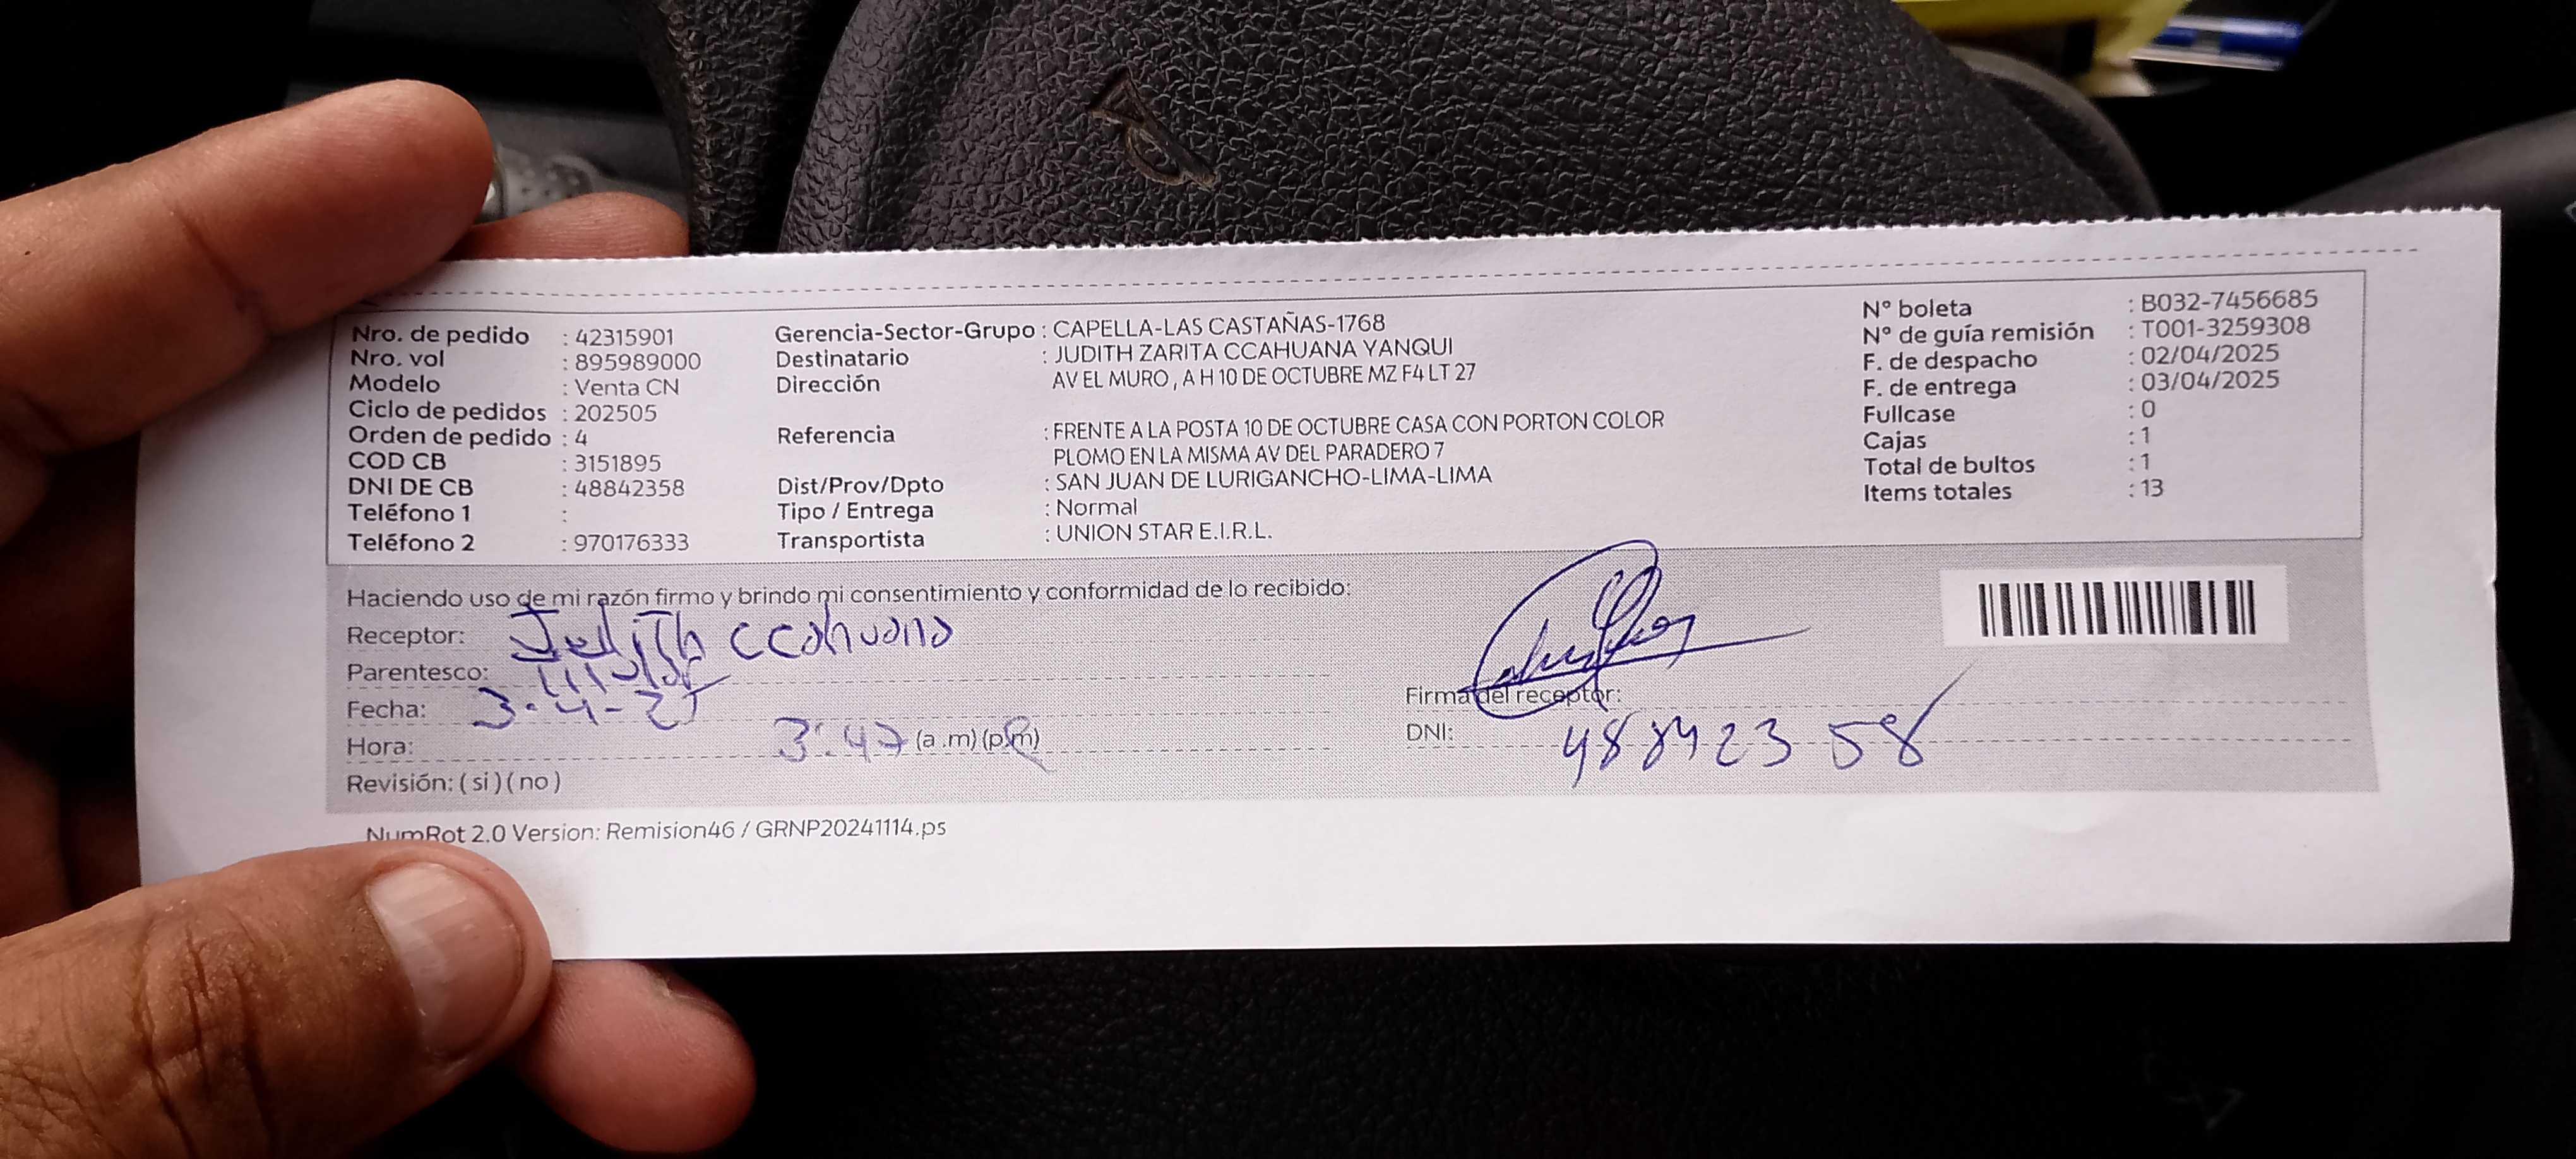 Nro. de pedido : 42315901
Nro. vol : 895989000
Modelo : Venta CN
Ciclo de pedidos : 202505
Orden de pedido : 4
COD CB : 3151895
DNI DE CB : 48842358
Teléfono 1 :
Teléfono 2 : 970176333
Gerencia-Sector-Grupo : CAPELLA-LAS CASTAÑAS-1768
Destinatario : JUDITH ZARITA CCAHUANA YANQUI
Dirección AV EL MURO , A H 10 DE OCTUBRE MZ F4 LT 27
Referencia : FRENTE A LA POSTA 10 DE OCTUBRE CASA CON PORTON COLOR
PLOMO EN LA MISMA AV DEL PARADERO 7
Dist/Prov/Dpto : SAN JUAN DE LURIGANCHO-LIMA-LIMA
Tipo / Entrega : Normal
Transportista : UNION STAR E.I.R.L.
N° boleta : B032-7456685
N° de guía remisión : T001-3259308
F. de despacho : 02/04/2025
F. de entrega : 03/04/2025
Fullcase : 0
Cajas : 1
Total de bultos : 1
Items totales : 13
Haciendo uso de mi razón firmo y brindo mi consentimiento y conformidad de lo recibido:
Receptor: Judith ccahuana
Parentesco: titular
Fecha: 3-4-25
Hora: 3:47 (a .m) (p.m)
Revisión: ( si ) ( no )
Firma del receptor:
DNI: 48842358
NumRot 2.0 Version: Remision46 / GRNP20241114.ps